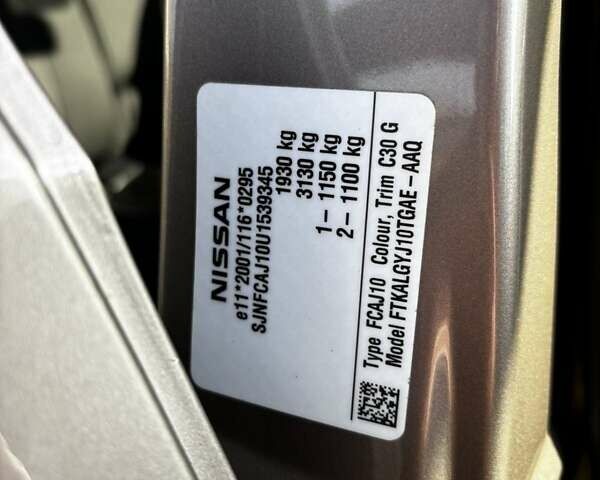 NISSAN
e11*2001/116*0295
SJNFCAJ10U1539345
1930 kg
3130 kg
1 - 1150 kg
2 - 1100 kg
Type FCAJ10 Colour, Trim C30 G
Model FTKALGYJ10TGAE-AAQ